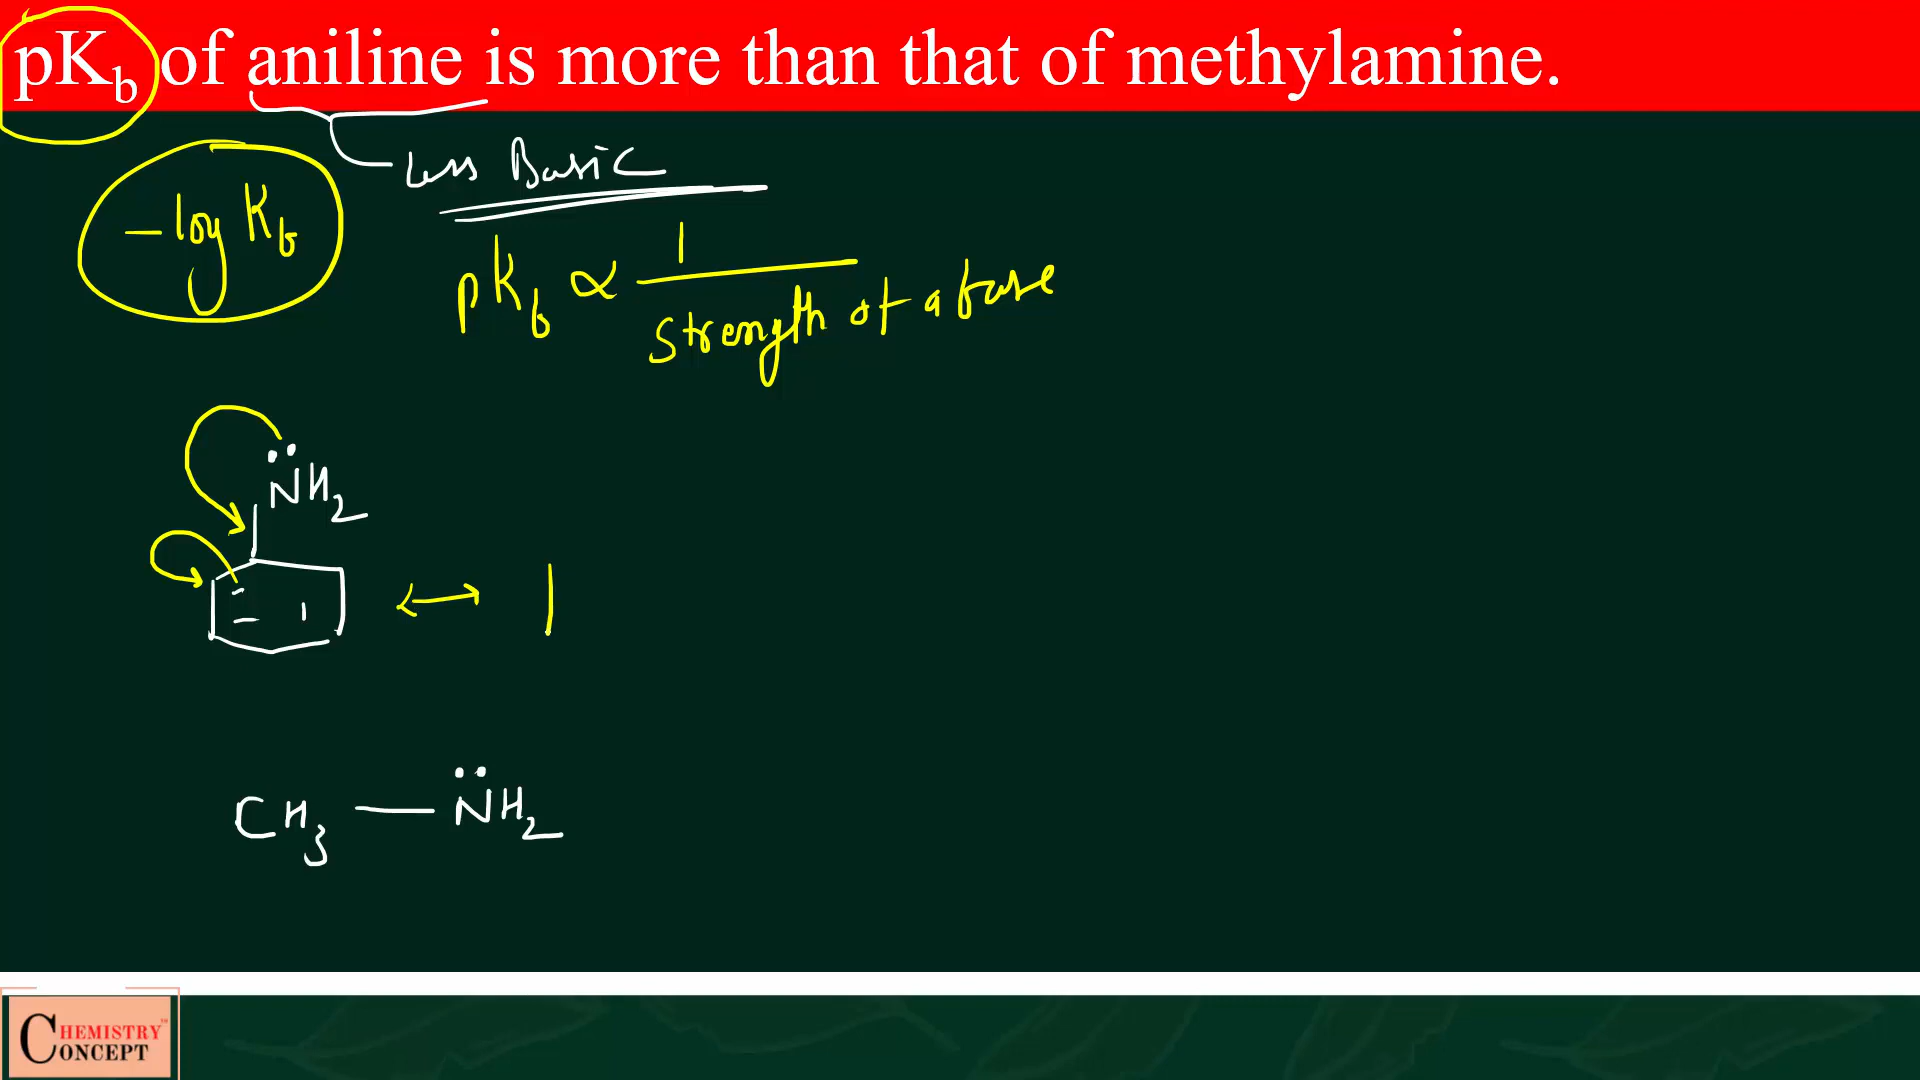 pKb of aniline is more than that of methylamine.
Less Basic
-log Kb
pKb ∝ 1
Strength of a base
NH2
CH3 — NH2
CHEMISTRY™
CONCEPT